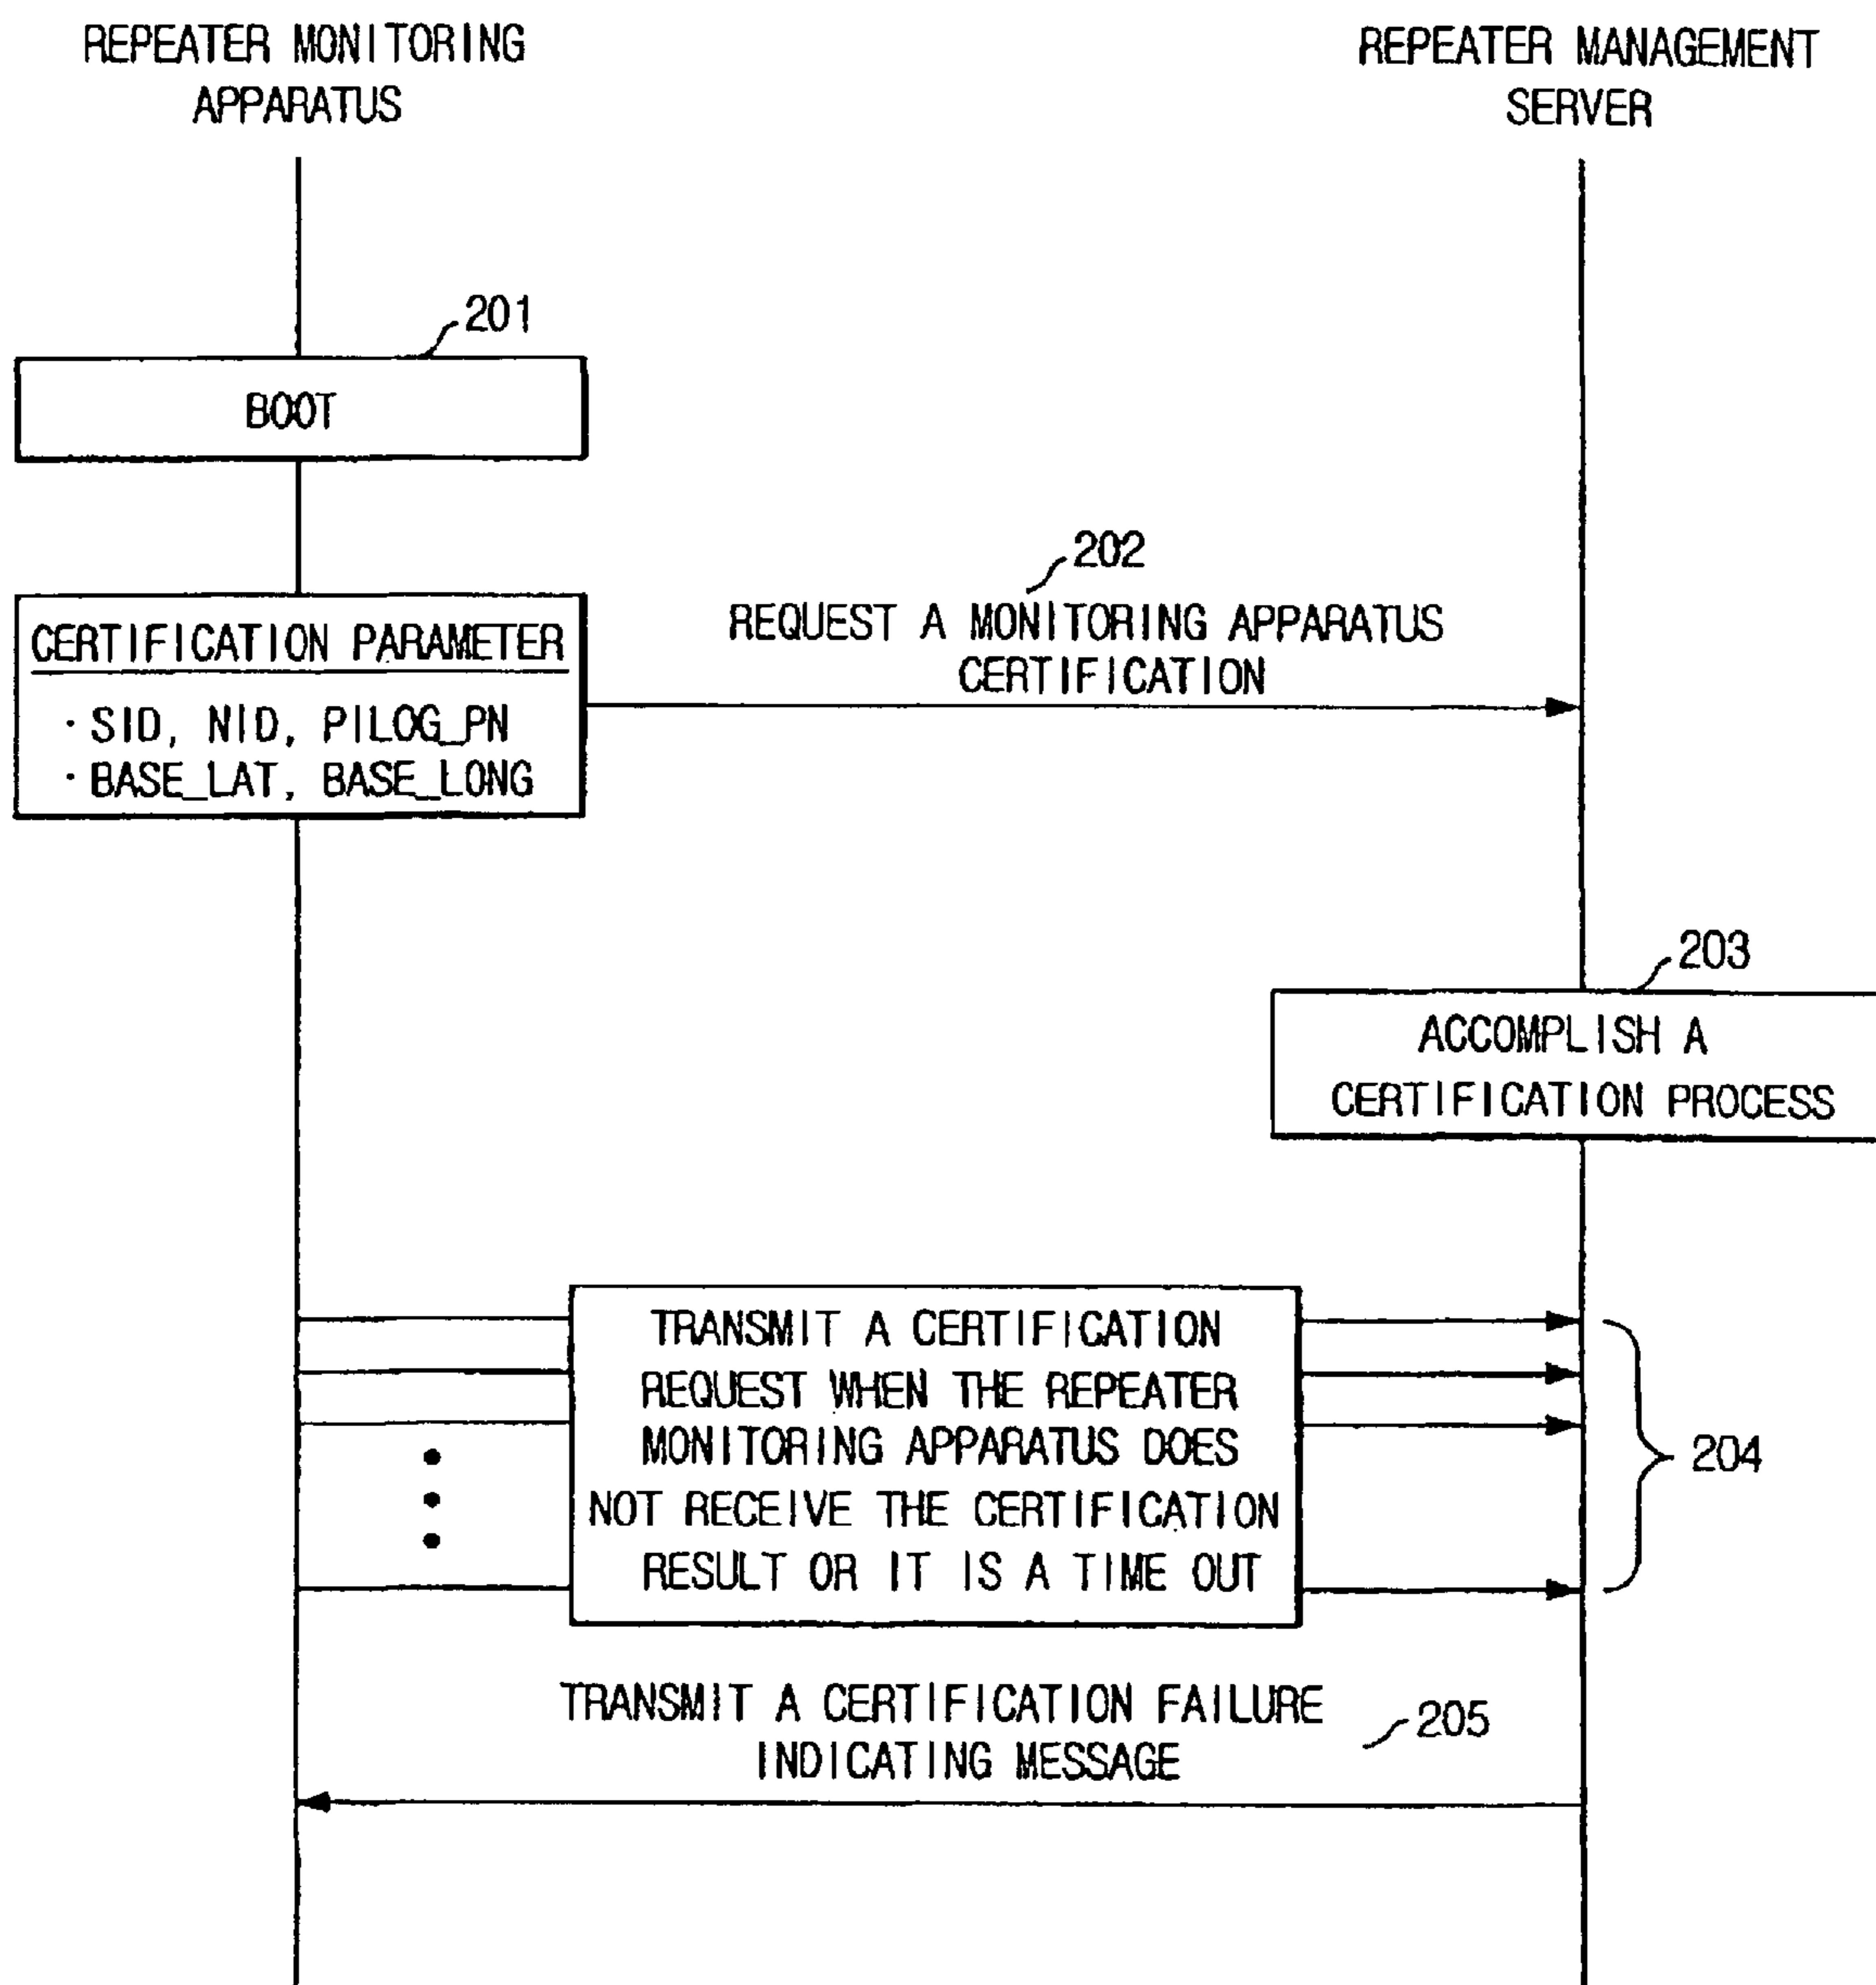 REPEATER MONITORING
APPARATUS
REPEATER MANAGEMENT
SERVER
201
BOOT
202
REQUEST A MONITORING APPARATUS
CERTIFICATION
CERTIFICATION PARAMETER
· SID, NID, PILOG_PN
· BASE_LAT, BASE_LONG
203
ACCOMPLISH A
CERTIFICATION PROCESS
TRANSMIT A CERTIFICATION
REQUEST WHEN THE REPEATER
MONITORING APPARATUS DOES
NOT RECEIVE THE CERTIFICATION
RESULT OR IT IS A TIME OUT
204
TRANSMIT A CERTIFICATION FAILURE
INDICATING MESSAGE
205